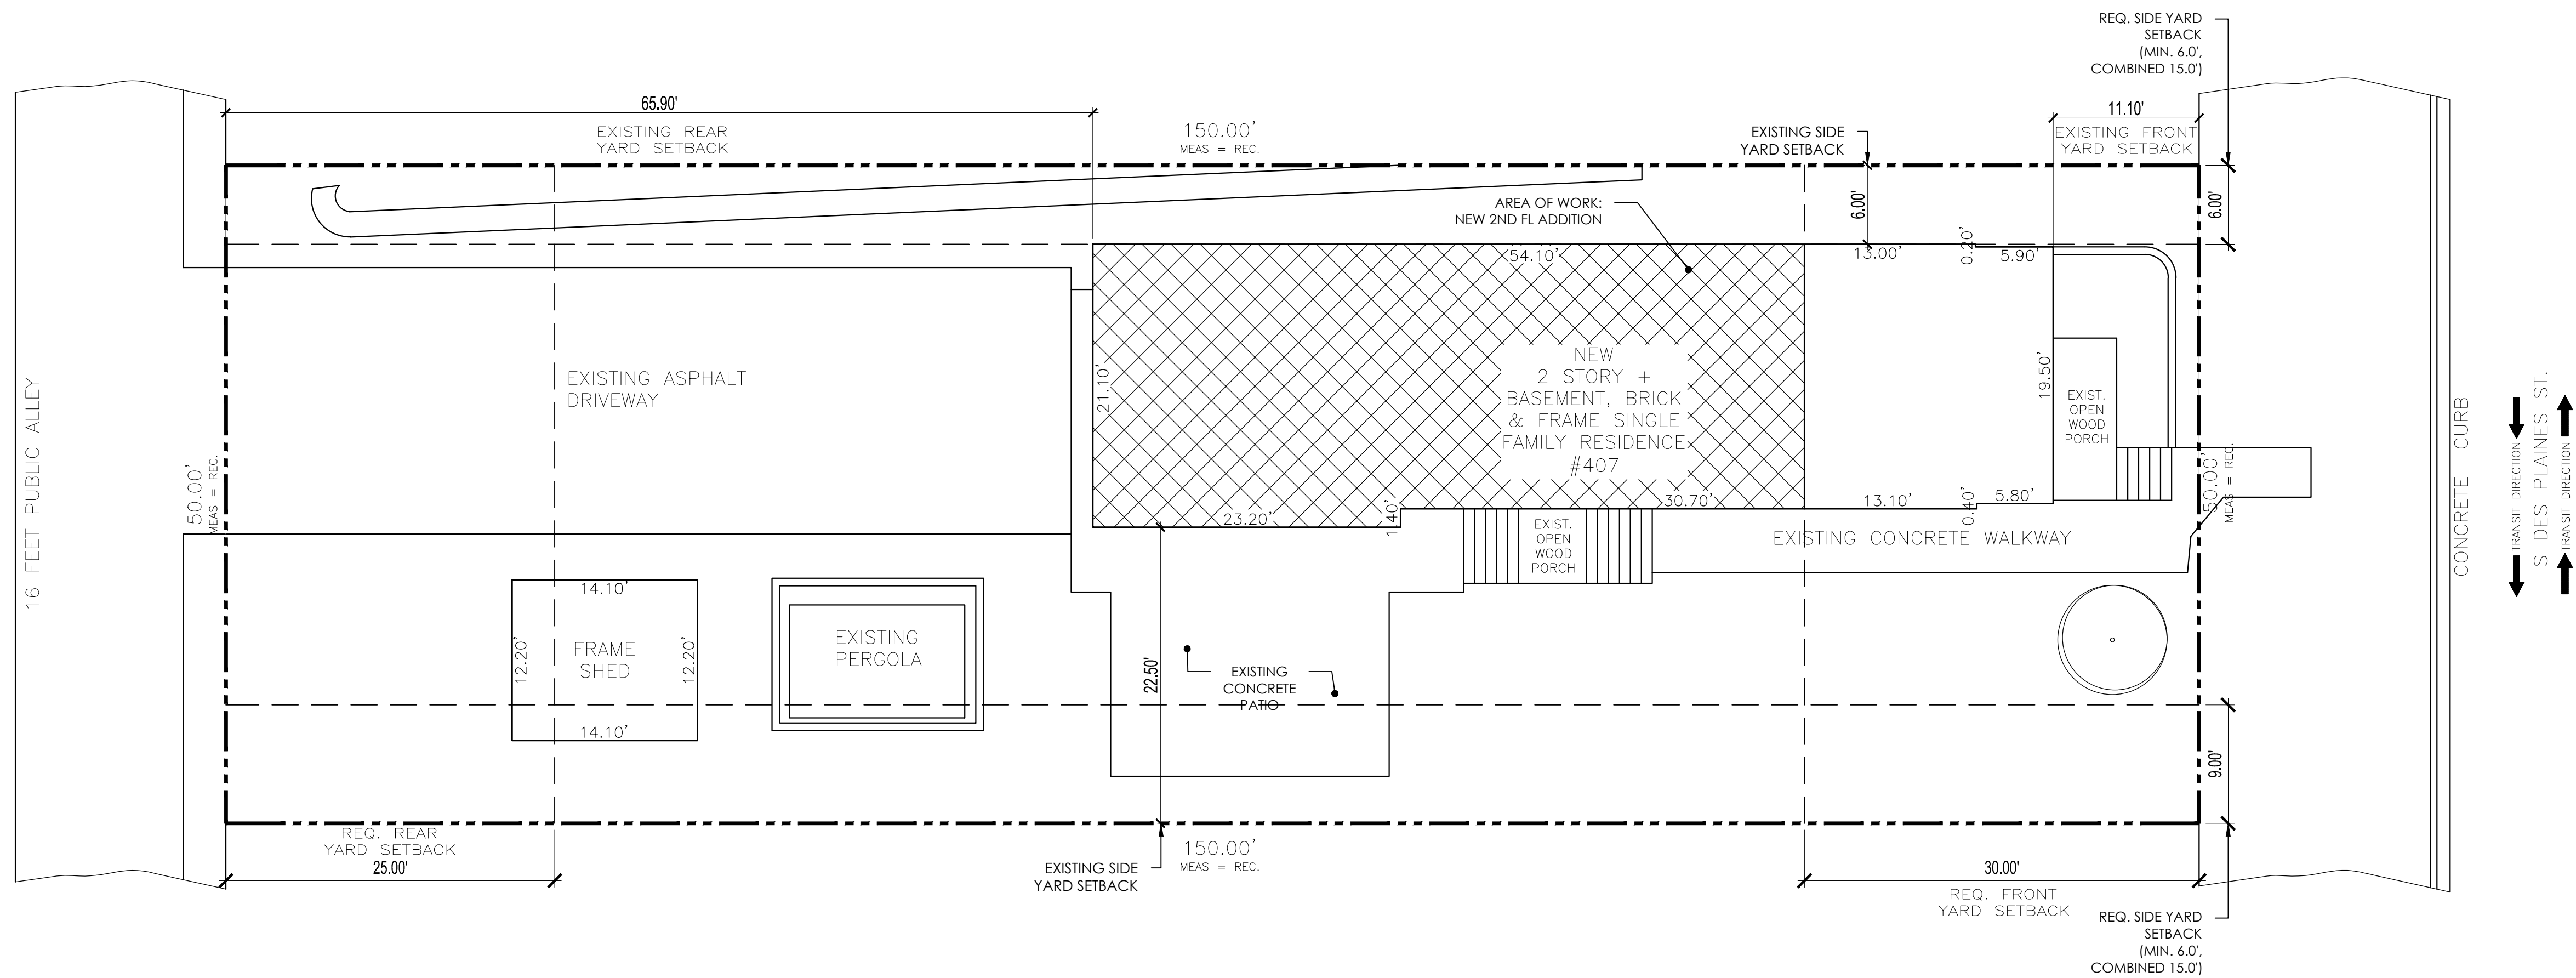 REQ. SIDE YARD
SETBACK
(MIN. 6.0',
COMBINED 15.0')
65.90'
EXISTING REAR
YARD SETBACK
150.00'
MEAS = REC.
EXISTING SIDE
YARD SETBACK
11.10'
EXISTING FRONT
YARD SETBACK
6.00'
6.00'
AREA OF WORK:
NEW 2ND FL ADDITION
54.10'
13.00'
0.20'
5.90'
16 FEET PUBLIC ALLEY
50.00'
MEAS = REC.
EXISTING ASPHALT
DRIVEWAY
21.10'
NEW
2 STORY +
BASEMENT, BRICK
& FRAME SINGLE
FAMILY RESIDENCE
#407
19.50'
EXIST.
OPEN
WOOD
PORCH
50.00'
MEAS = REC.
CONCRETE CURB
TRANSIT DIRECTION
S DES PLAINES ST.
TRANSIT DIRECTION
23.20'
1.40'
30.70'
13.10'
0.40'
5.80'
EXIST.
OPEN
WOOD
PORCH
EXISTING CONCRETE WALKWAY
14.10'
12.20'
FRAME
SHED
12.20'
14.10'
EXISTING
PERGOLA
22.50'
EXISTING
CONCRETE
PATIO
9.00'
REQ. REAR
YARD SETBACK
25.00'
EXISTING SIDE
YARD SETBACK
150.00'
MEAS = REC.
30.00'
REQ. FRONT
YARD SETBACK
REQ. SIDE YARD
SETBACK
(MIN. 6.0',
COMBINED 15.0')